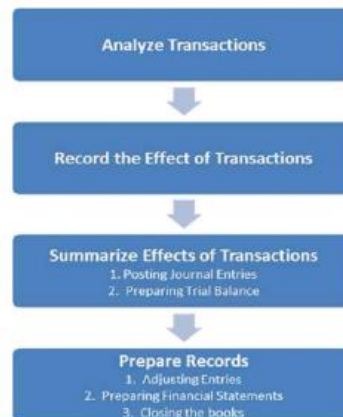 Analyze Transactions
Record the Effect of Transactions
Summarize Effects of Transactions
1. Posting Journal Entries
2. Preparing Trial Balance
Prepare Records
1. Adjusting Entries
2. Preparing Financial Statements
3. Closing the books